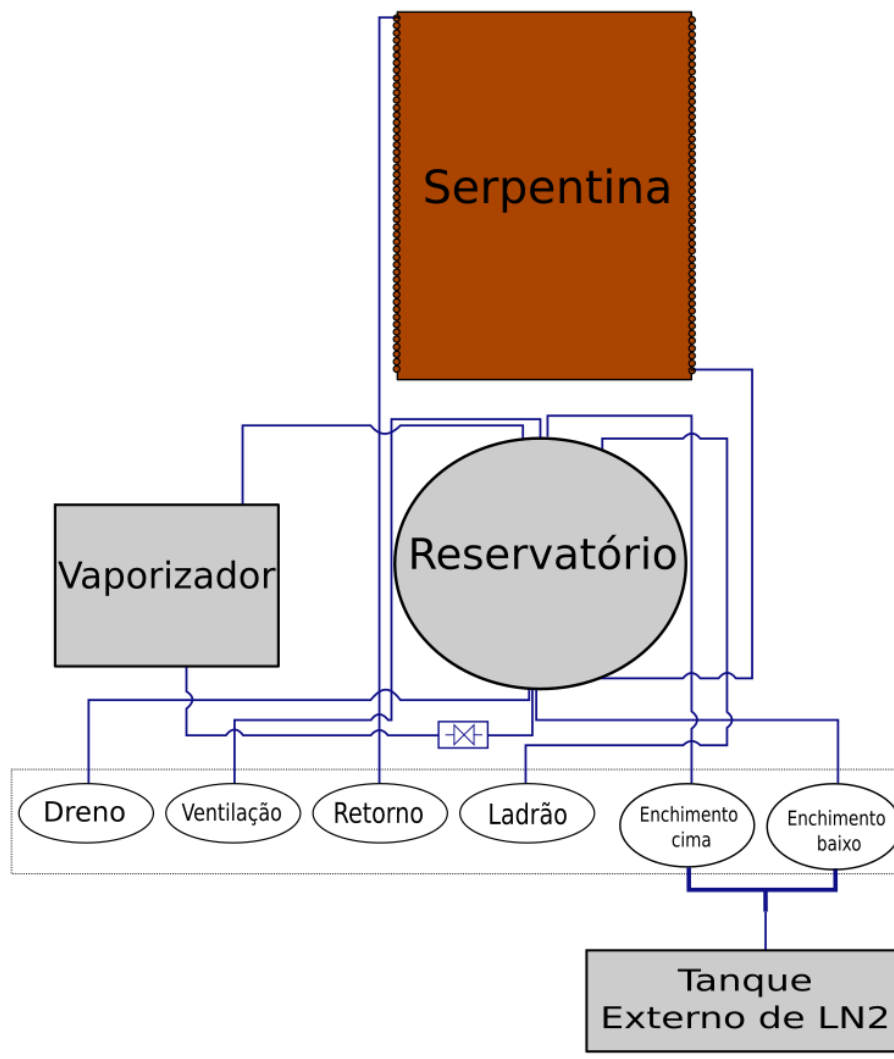 Serpentina
Reservatório
Vaporizador
Dreno
Ventilação
Retorno
Ladrão
Enchimento
cima
Enchimento
baixo
Tanque
Externo de LN2